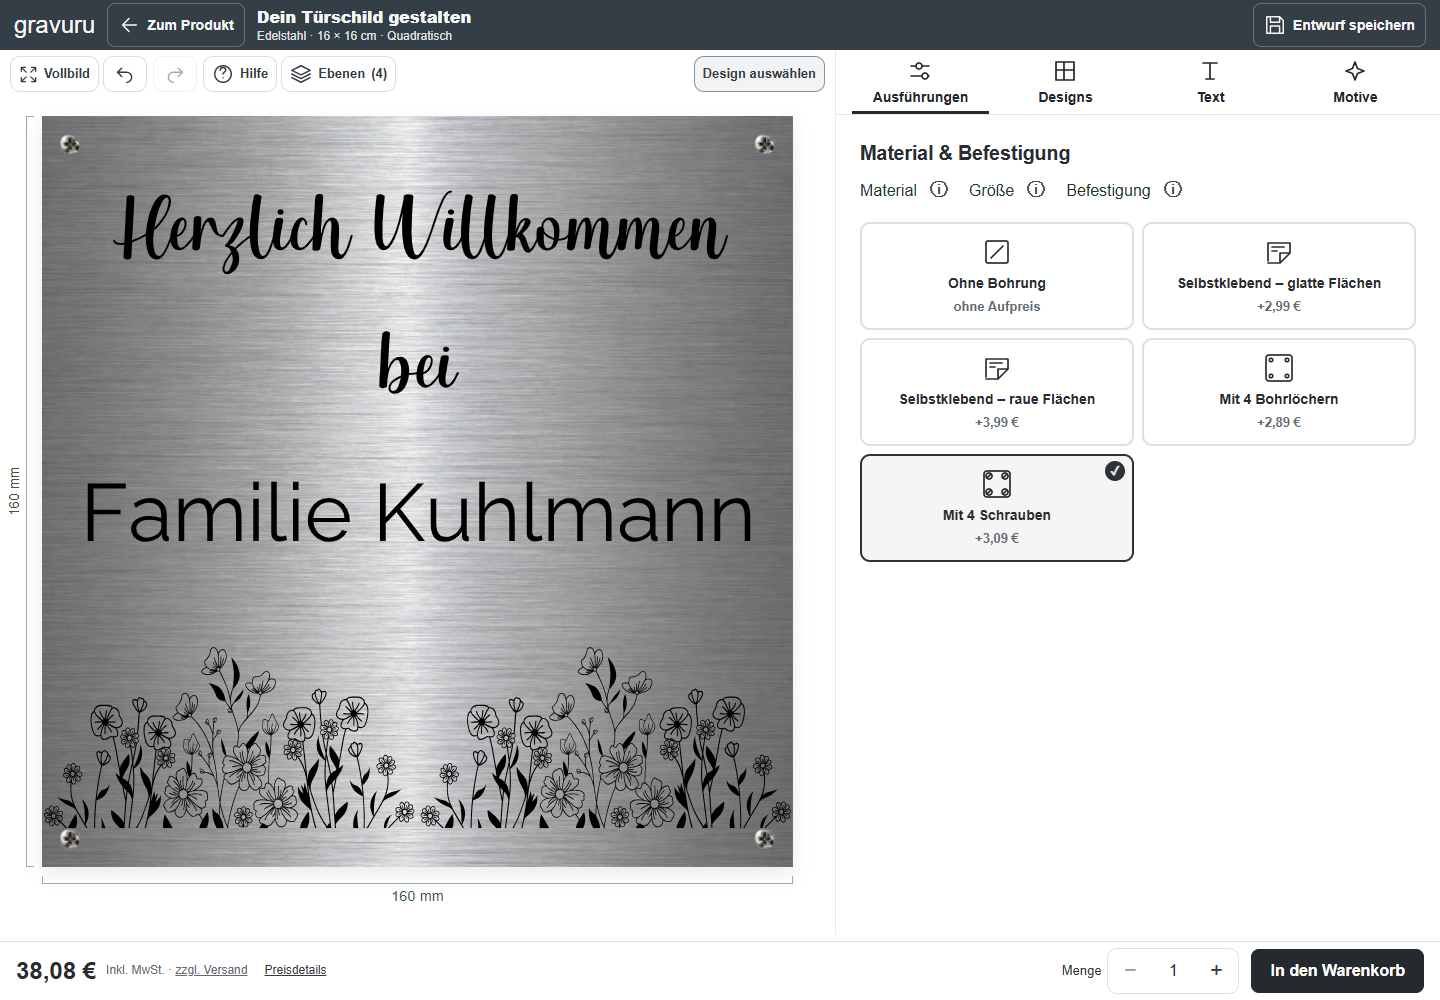 gravuru
Zum Produkt
Dein Türschild gestalten
Edelstahl · 16 × 16 cm · Quadratisch
Entwurf speichern
Vollbild
Hilfe
Ebenen (4)
Design auswählen
Ausführungen
Designs
Text
Motive
Herzlich Willkommen
bei
Familie Kuhlmann
160 mm
160 mm
Material & Befestigung
Material
Größe
Befestigung
Ohne Bohrung
ohne Aufpreis
Selbstklebend – glatte Flächen
+2,99 €
Selbstklebend – raue Flächen
+3,99 €
Mit 4 Bohrlöchern
+2,89 €
Mit 4 Schrauben
+3,09 €
38,08 €
Inkl. MwSt. · zzgl. Versand
Preisdetails
Menge
1
In den Warenkorb